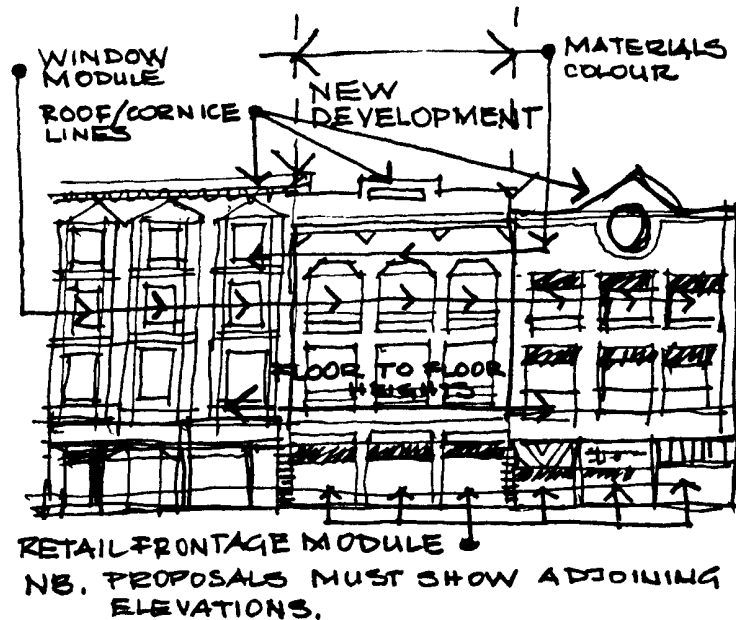 WINDOW
MODULE
MATERIALS
COLOUR
ROOF/CORNICE
LINES
NEW
DEVELOPMENT
FLOOR TO FLOOR
HEIGHTS
RETAIL FRONTAGE MODULE
NB. PROPOSALS MUST SHOW ADJOINING
ELEVATIONS.